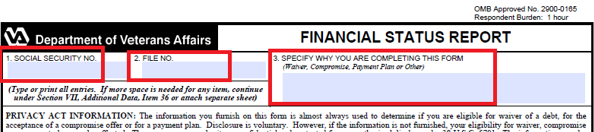 OMB Approved No. 2900-0165
Respondent Burden: 1 hour
VA Department of Veterans Affairs
FINANCIAL STATUS REPORT
1. SOCIAL SECURITY NO.
2. FILE NO.
3. SPECIFY WHY YOU ARE COMPLETING THIS FORM
(Waiver, Compromise, Payment Plan or Other)
(Type or print all entries. If more space is needed for any item, continue
under Section VII, Additional Data, Item 36 or attach separate sheet)
PRIVACY ACT INFORMATION: The information you furnish on this form is almost always used to determine if you are eligible for waiver of a debt, for the
acceptance of a compromise offer or for a payment plan. Disclosure is voluntary. However, if the information is not furnished, your eligibility for waiver, compromise